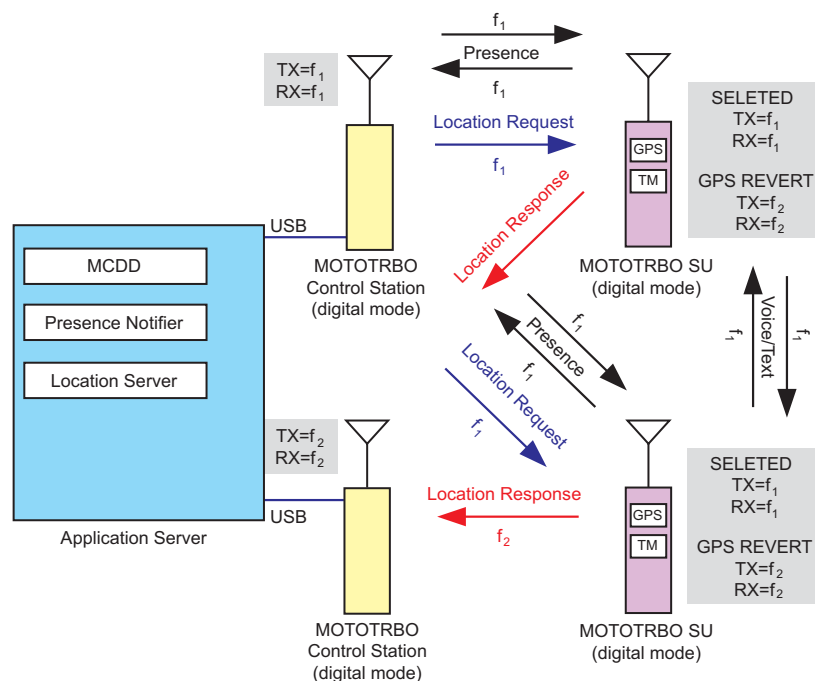 f₁
Presence
f₁
TX=f₁
RX=f₁
Location Request
f₁
GPS
TM
SELETED
TX=f₁
RX=f₁
GPS REVERT
TX=f₂
RX=f₂
USB
MCDD
Presence Notifier
Location Server
Application Server
MOTOTRBO
Control Station
(digital mode)
Location Response
MOTOTRBO SU
(digital mode)
f₁
Presence
f₁
f₁
Voice/Text
f₁
Location Request
f₁
TX=f₂
RX=f₂
USB
Location Response
f₂
GPS
TM
SELETED
TX=f₁
RX=f₁
GPS REVERT
TX=f₂
RX=f₂
MOTOTRBO
Control Station
(digital mode)
MOTOTRBO SU
(digital mode)